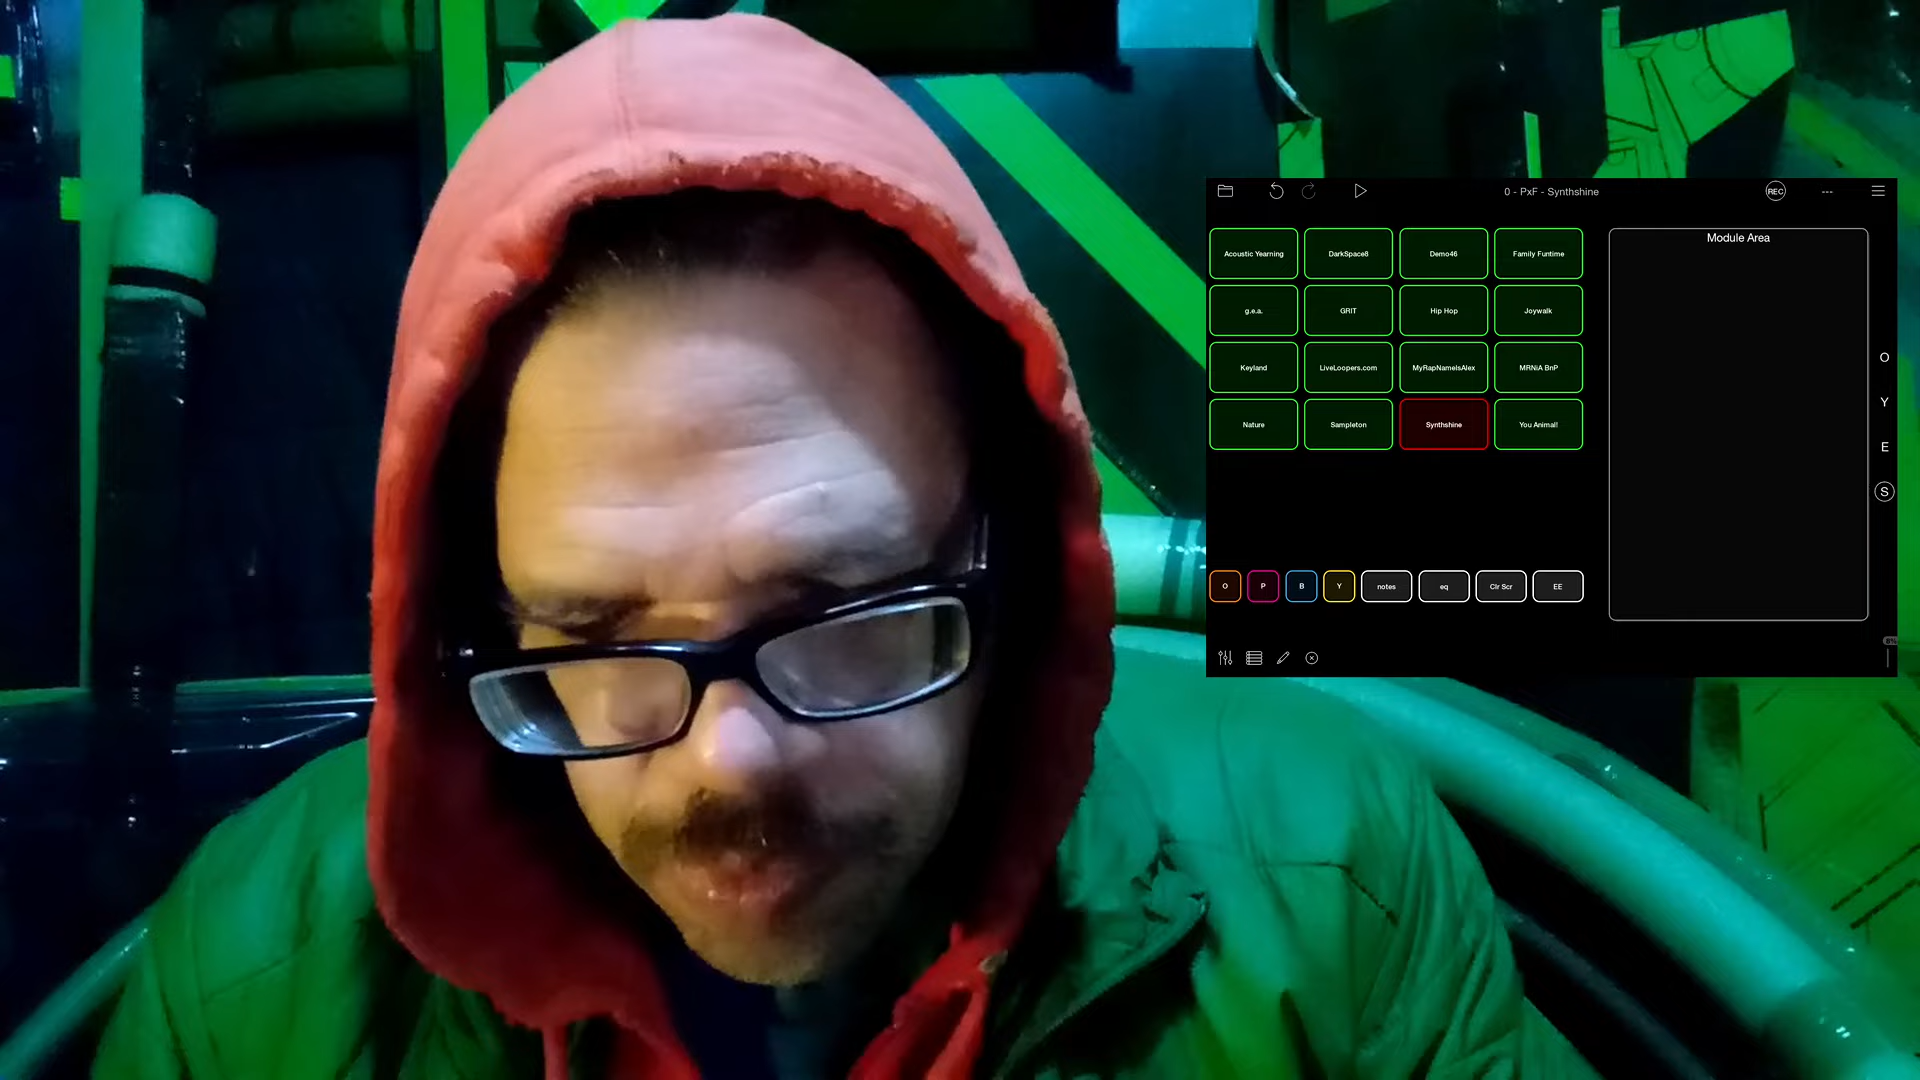 0 - PxF - Synthshine
REC
---
Acoustic Yearning
DarkSpace8
Demo46
Family Funtime
g.e.a.
GRIT
Hip Hop
Joywalk
Keyland
LiveLoopers.com
MyRapNameIsAlex
MRNiA BnP
Nature
Sampleton
Synthshine
You Animal!
Module Area
O
Y
E
S
O
P
B
Y
notes
eq
Clr Scr
EE